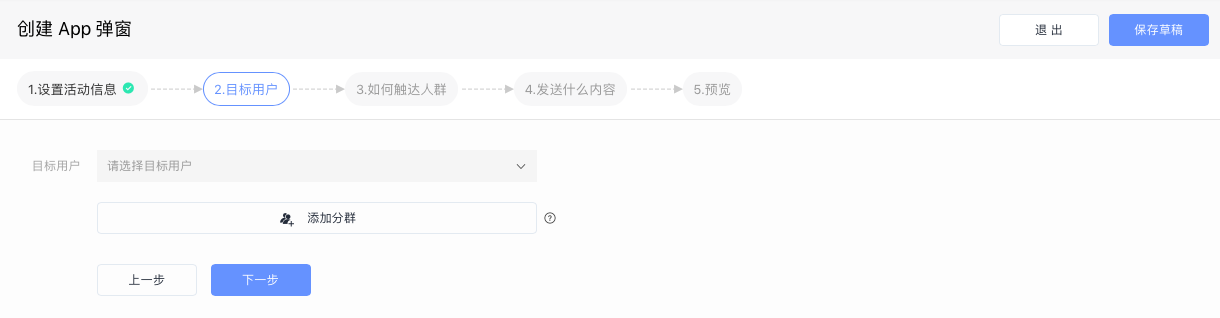 创建 App 弹窗
退 出
保存草稿
1.设置活动信息
2.目标用户
3.如何触达人群
4.发送什么内容
5.预览
目标用户
请选择目标用户
添加分群
上一步
下一步